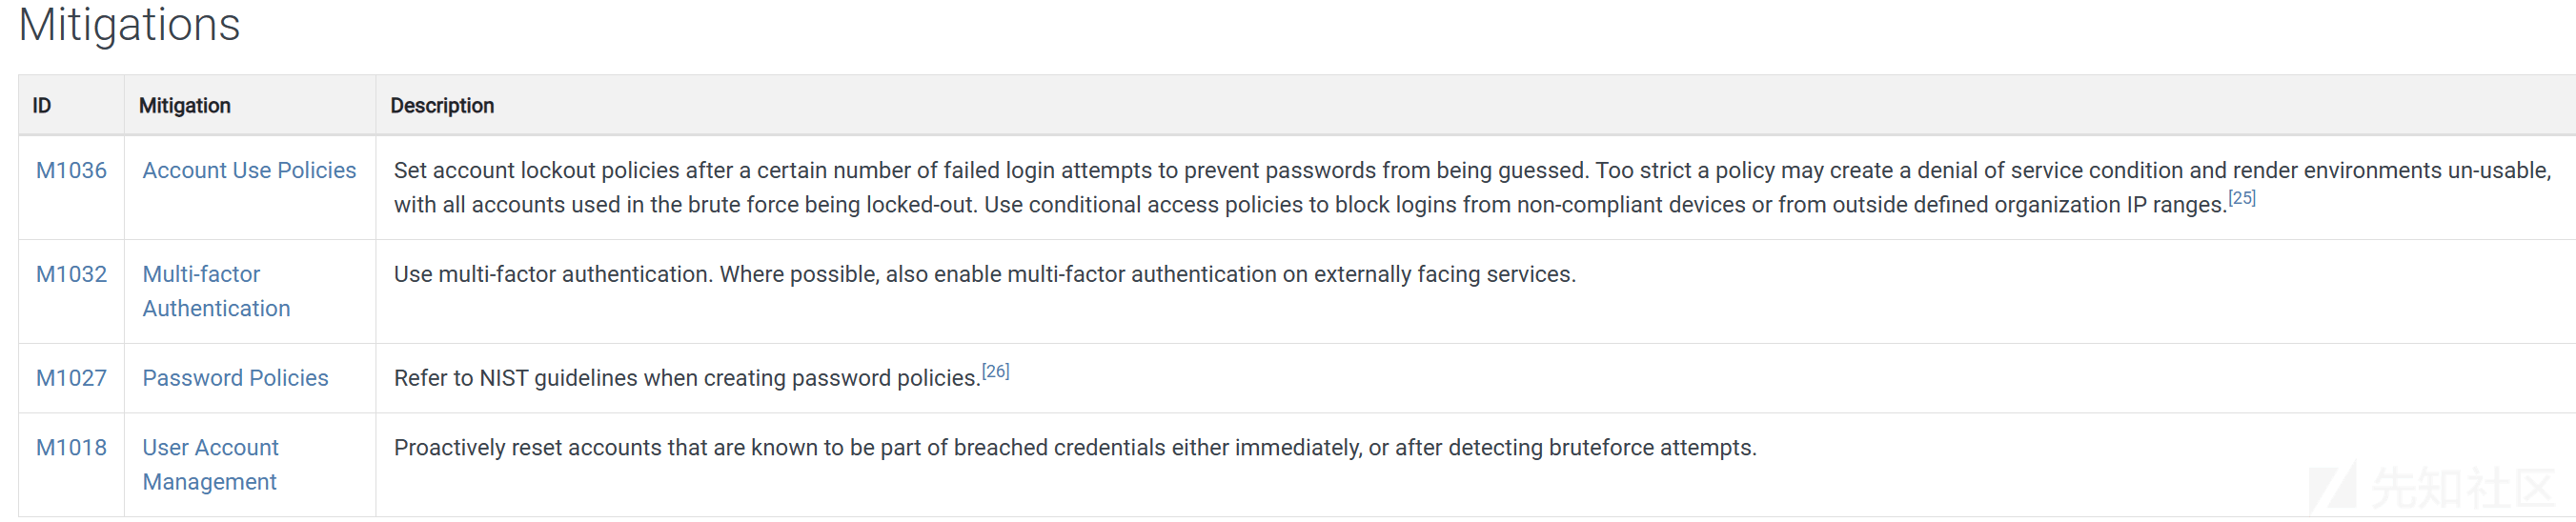 Mitigations
ID Mitigation Description
M1036 Account Use Policies Set account lockout policies after a certain number of failed login attempts to prevent passwords from being guessed. Too strict a policy may create a denial of service condition and render environments un-usable,
with all accounts used in the brute force being locked-out. Use conditional access policies to block logins from non-compliant devices or from outside defined organization IP ranges.[25]
M1032 Multi-factor Use multi-factor authentication. Where possible, also enable multi-factor authentication on externally facing services.
Authentication
M1027 Password Policies Refer to NIST guidelines when creating password policies.[26]
M1018 User Account Proactively reset accounts that are known to be part of breached credentials either immediately, or after detecting bruteforce attempts.
Management
先知社区